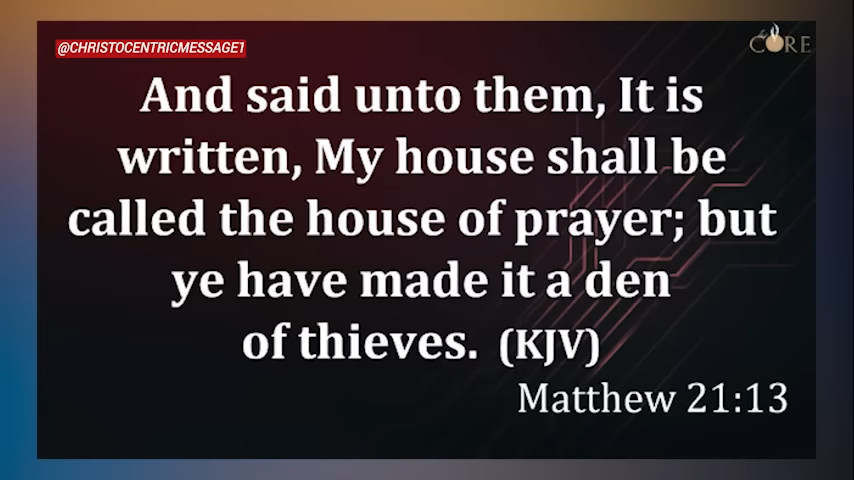 @CHRISTOCENTRICMESSAGE1
CORE
And said unto them, It is
written, My house shall be
called the house of prayer; but
ye have made it a den
of thieves. (KJV)
Matthew 21:13